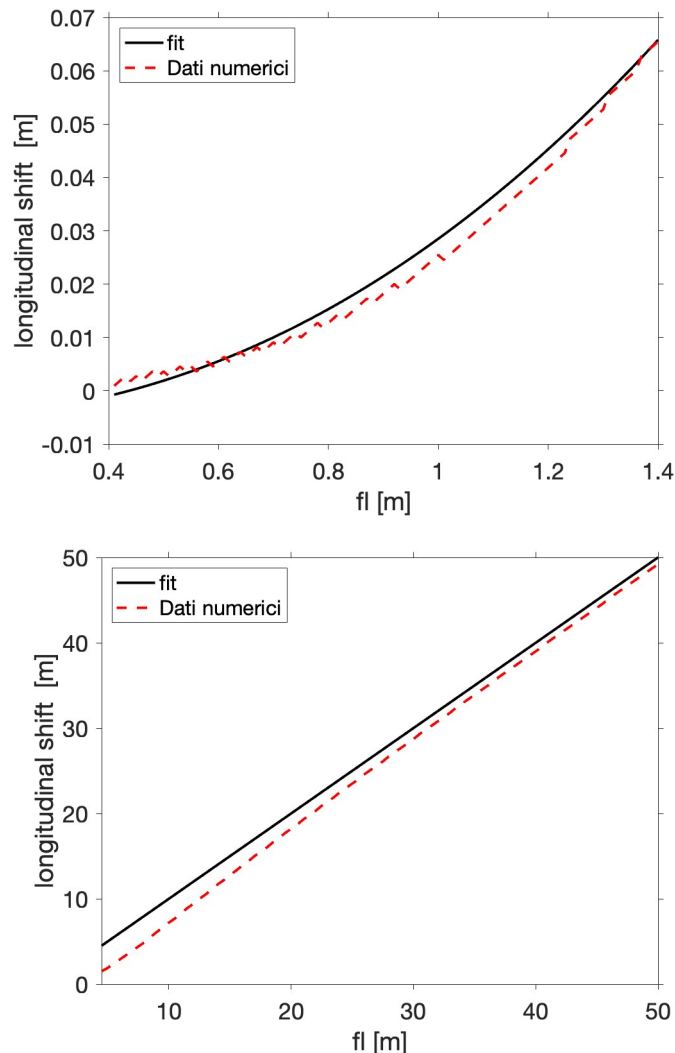 0.07
fit
Dati numerici
0.06
0.05
0.04
0.03
0.02
0.01
0
-0.01
longitudinal shift [m]
0.4 0.6 0.8 1 1.2 1.4
fl [m]
50
fit
Dati numerici
40
30
20
10
0
longitudinal shift [m]
10 20 30 40 50
fl [m]